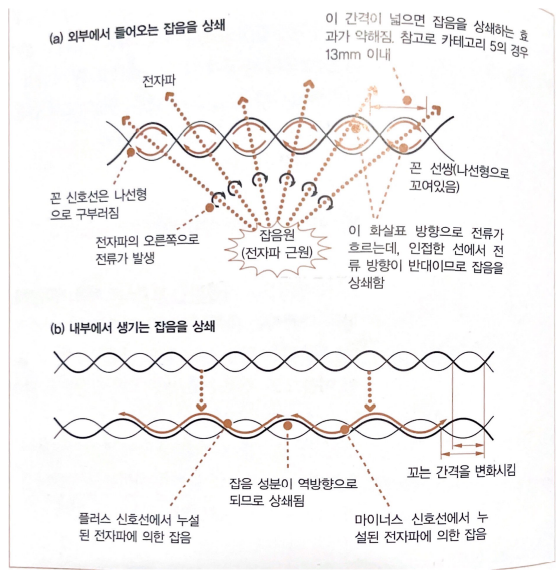 (a) 외부에서 들어오는 잡음을 상쇄
이 간격이 넓으면 잡음을 상쇄하는 효
과가 약해짐. 참고로 카테고리 5의 경우
13mm 이내
전자파
꼰 신호선은 나선형
으로 구부러짐
전자파의 오른쪽으로
전류가 발생
잡음원
(전자파 근원)
꼰 선쌍(나선형으로
꼬여있음)
이 화살표 방향으로 전류가
흐르는데, 인접한 선에서 전
류 방향이 반대이므로 잡음을
상쇄함
(b) 내부에서 생기는 잡음을 상쇄
꼬는 간격을 변화시킴
잡음 성분이 역방향으로
되므로 상쇄됨
플러스 신호선에서 누설
된 전자파에 의한 잡음
마이너스 신호선에서 누
설된 전자파에 의한 잡음